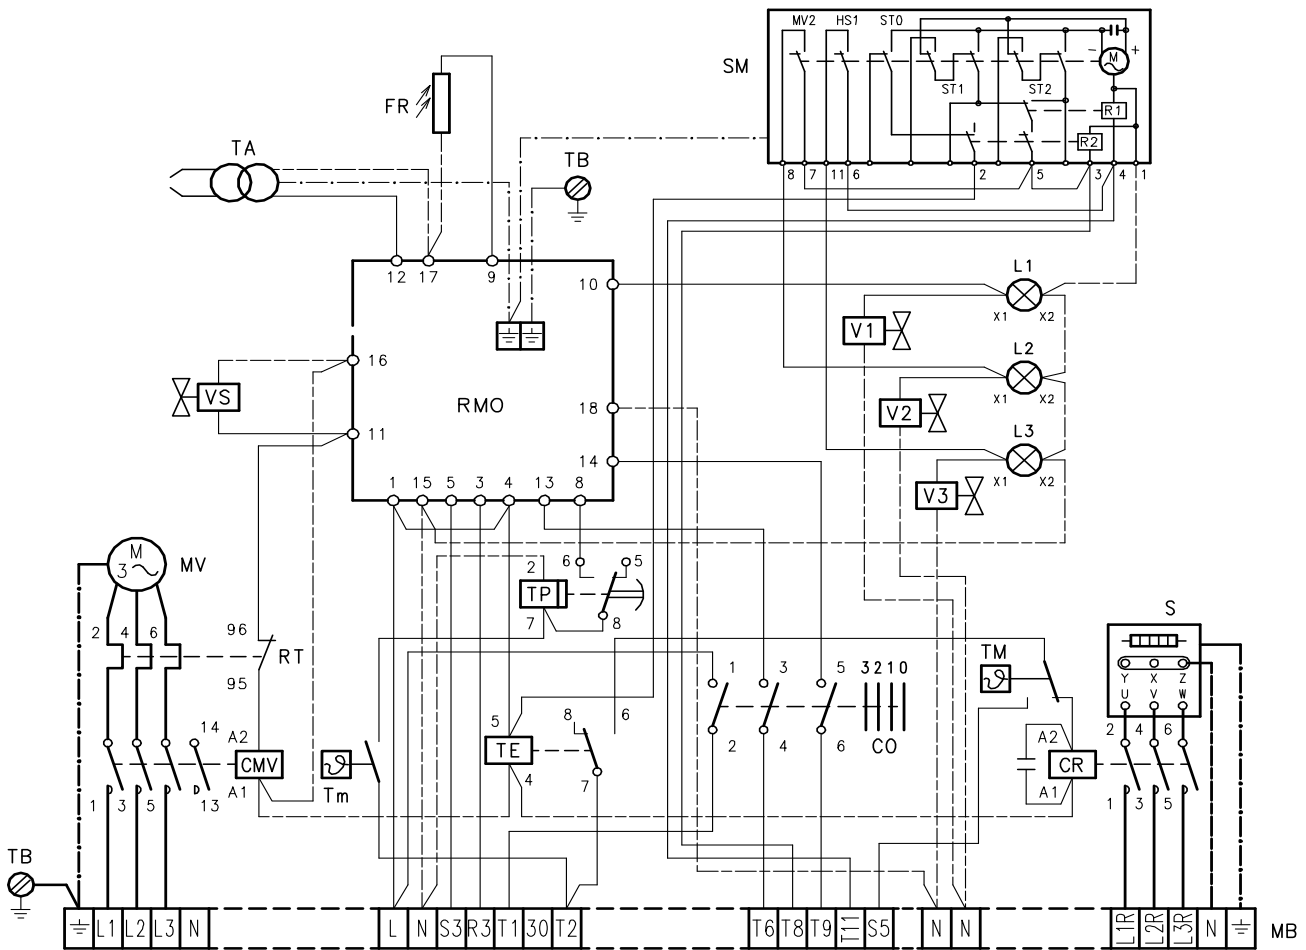 MV2 HS1 ST0
M
- +
SM
ST1 ST2
R1
R2
FR
TA
TB
8 7 11 6 2 5 3 4 1
12 17 9
10
L1
X1 X2
V1
16
L2
X1 X2
VS
RMO
18
V2
11
L3
X1 X2
14
V3
1 15 5 3 4 13 8
M
3
MV
6 5
2
TP
7 8
S
2 4 6
96
RT
95
TM
Y X Z
U V W
1 3 5
3 2 1 0
2 4 6
CO
5
8 6
TE
4
7
14
A2
CMV
A1
13
1 3 5
Tm
A2
CR
A1
2 4 6
1 3 5
TB
L1 L2 L3 N
L N S3 R3 T1 30 T2
T6 T8 T9 T11 S5
N N
L1R L2R L3R N
MB